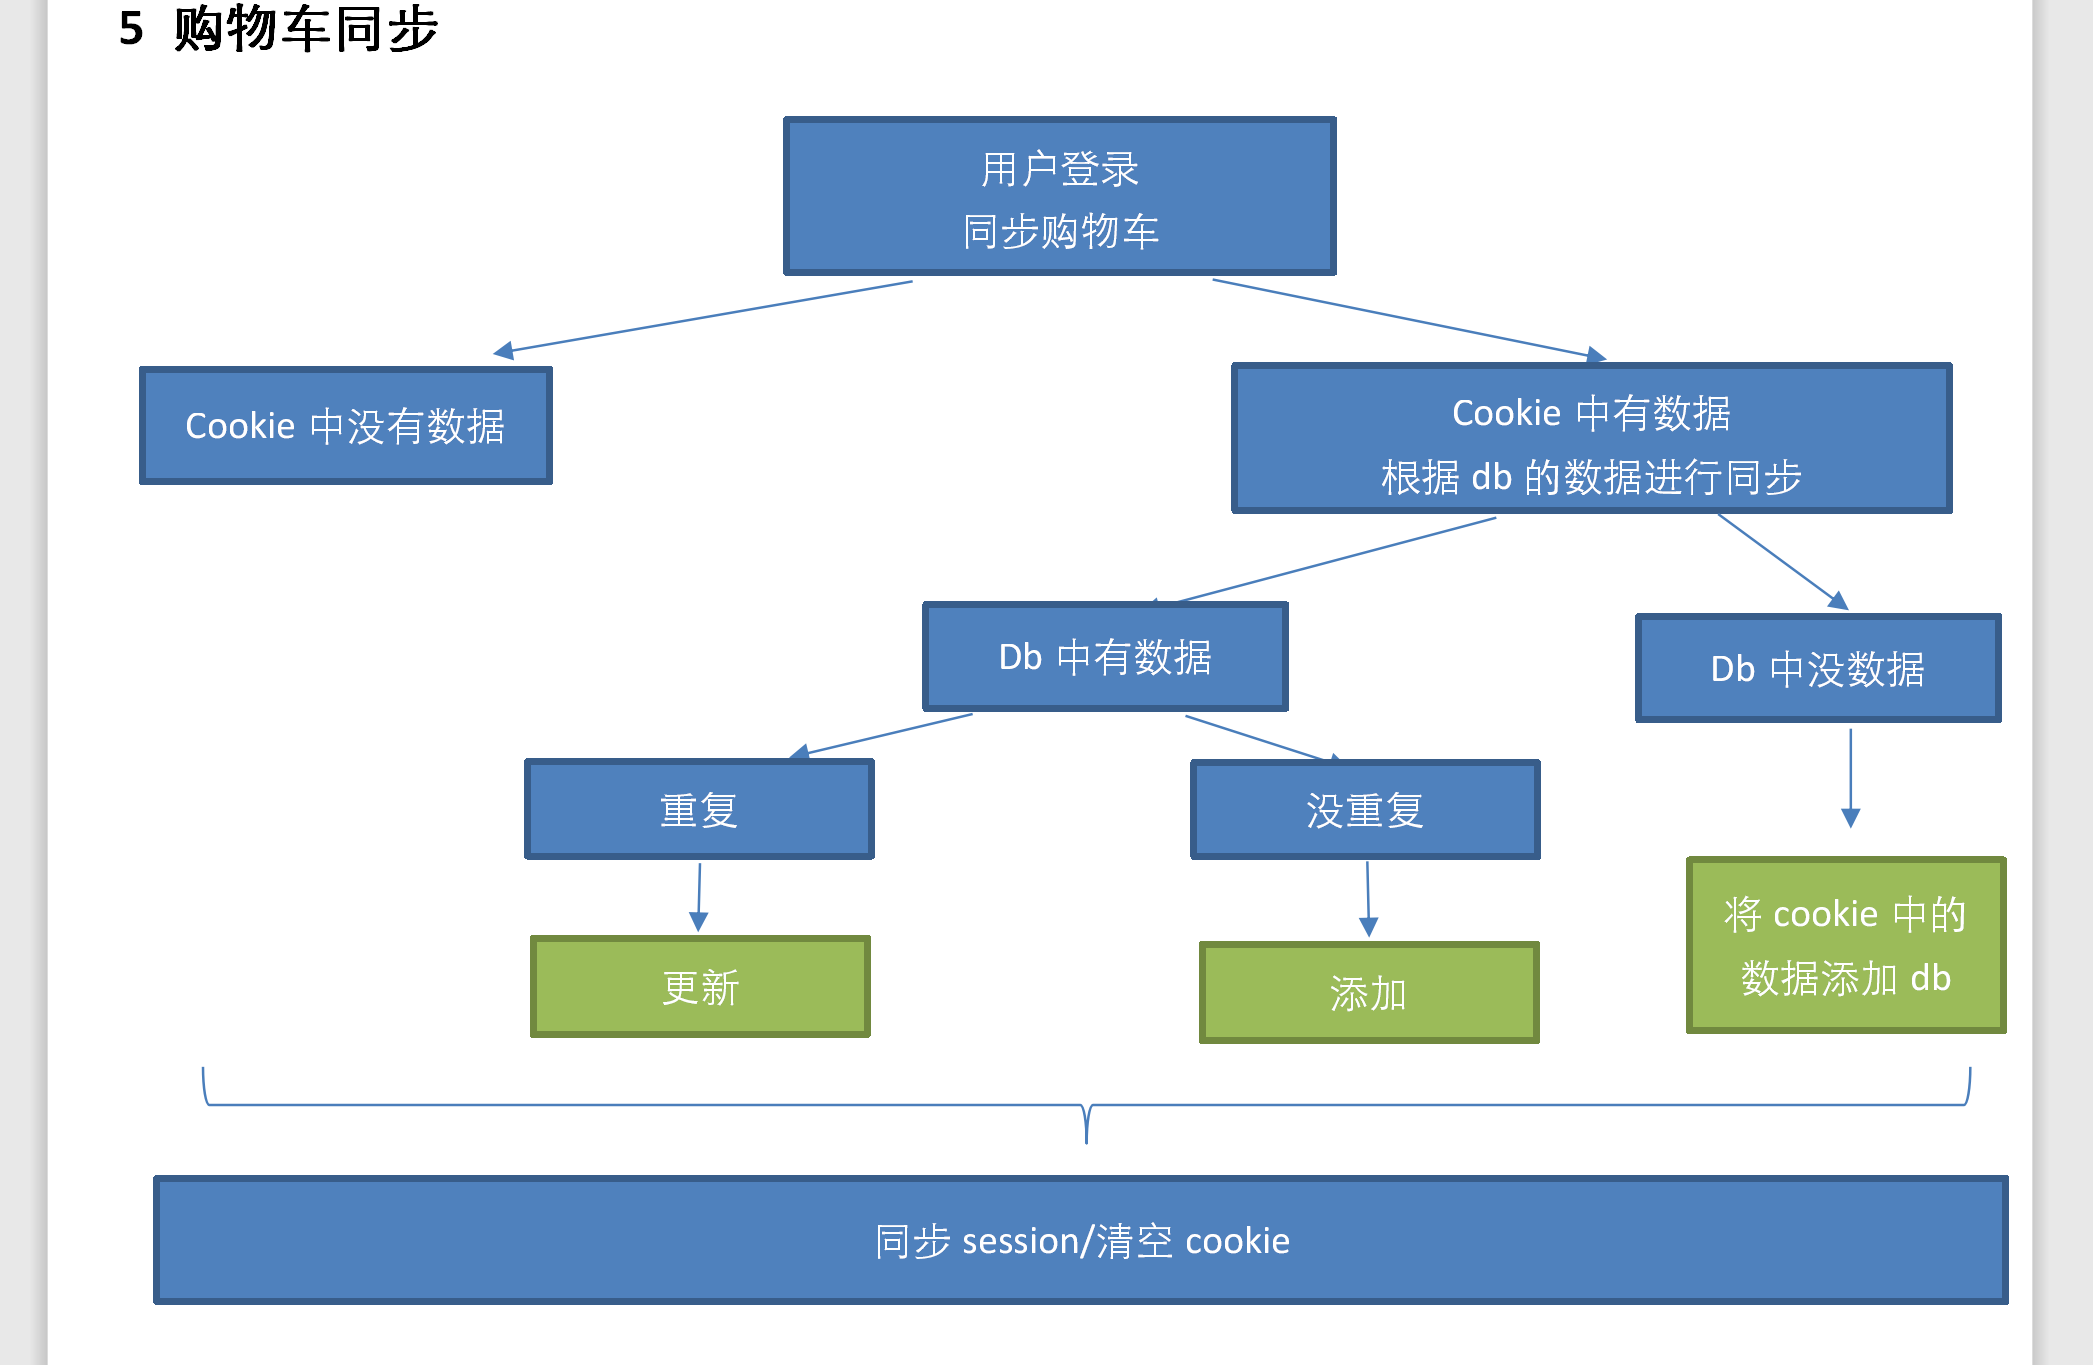 5 购物车同步
用户登录
同步购物车
Cookie 中没有数据
Cookie 中有数据
根据 db 的数据进行同步
Db 中有数据
Db 中没数据
重复
没重复
将 cookie 中的
数据添加 db
更新
添加
同步 session/清空 cookie